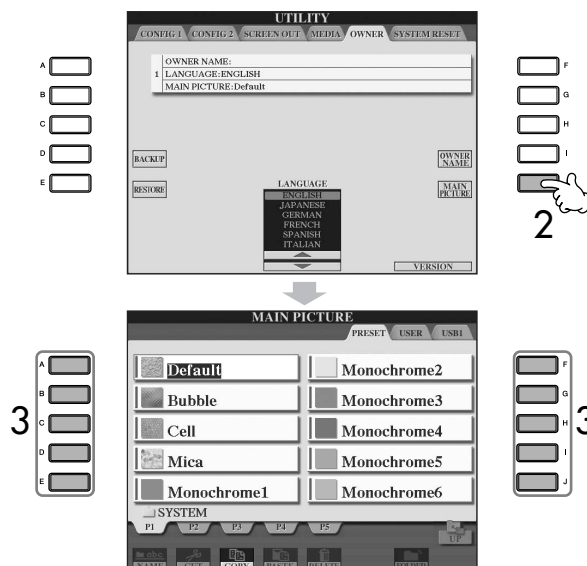 UTILITY
CONFIG 1 CONFIG 2 SCREEN OUT MEDIA OWNER SYSTEM RESET
OWNER NAME:
1 LANGUAGE:ENGLISH
MAIN PICTURE:Default
A
B
C
D
E
F
G
H
I
BACKUP
OWNER NAME
RESTORE
MAIN PICTURE
LANGUAGE
ENGLISH
JAPANESE
GERMAN
FRENCH
SPANISH
ITALIAN
VERSION
2
MAIN PICTURE
PRESET USER USB1
Default Monochrome2
Bubble Monochrome3
Cell Monochrome4
Mica Monochrome5
Monochrome1 Monochrome6
SYSTEM
P1 P2 P3 P4 P5
UP
NAME CUT COPY PASTE DELETE FOLDER
3
A
B
C
D
E
F
G
H
I
J
3